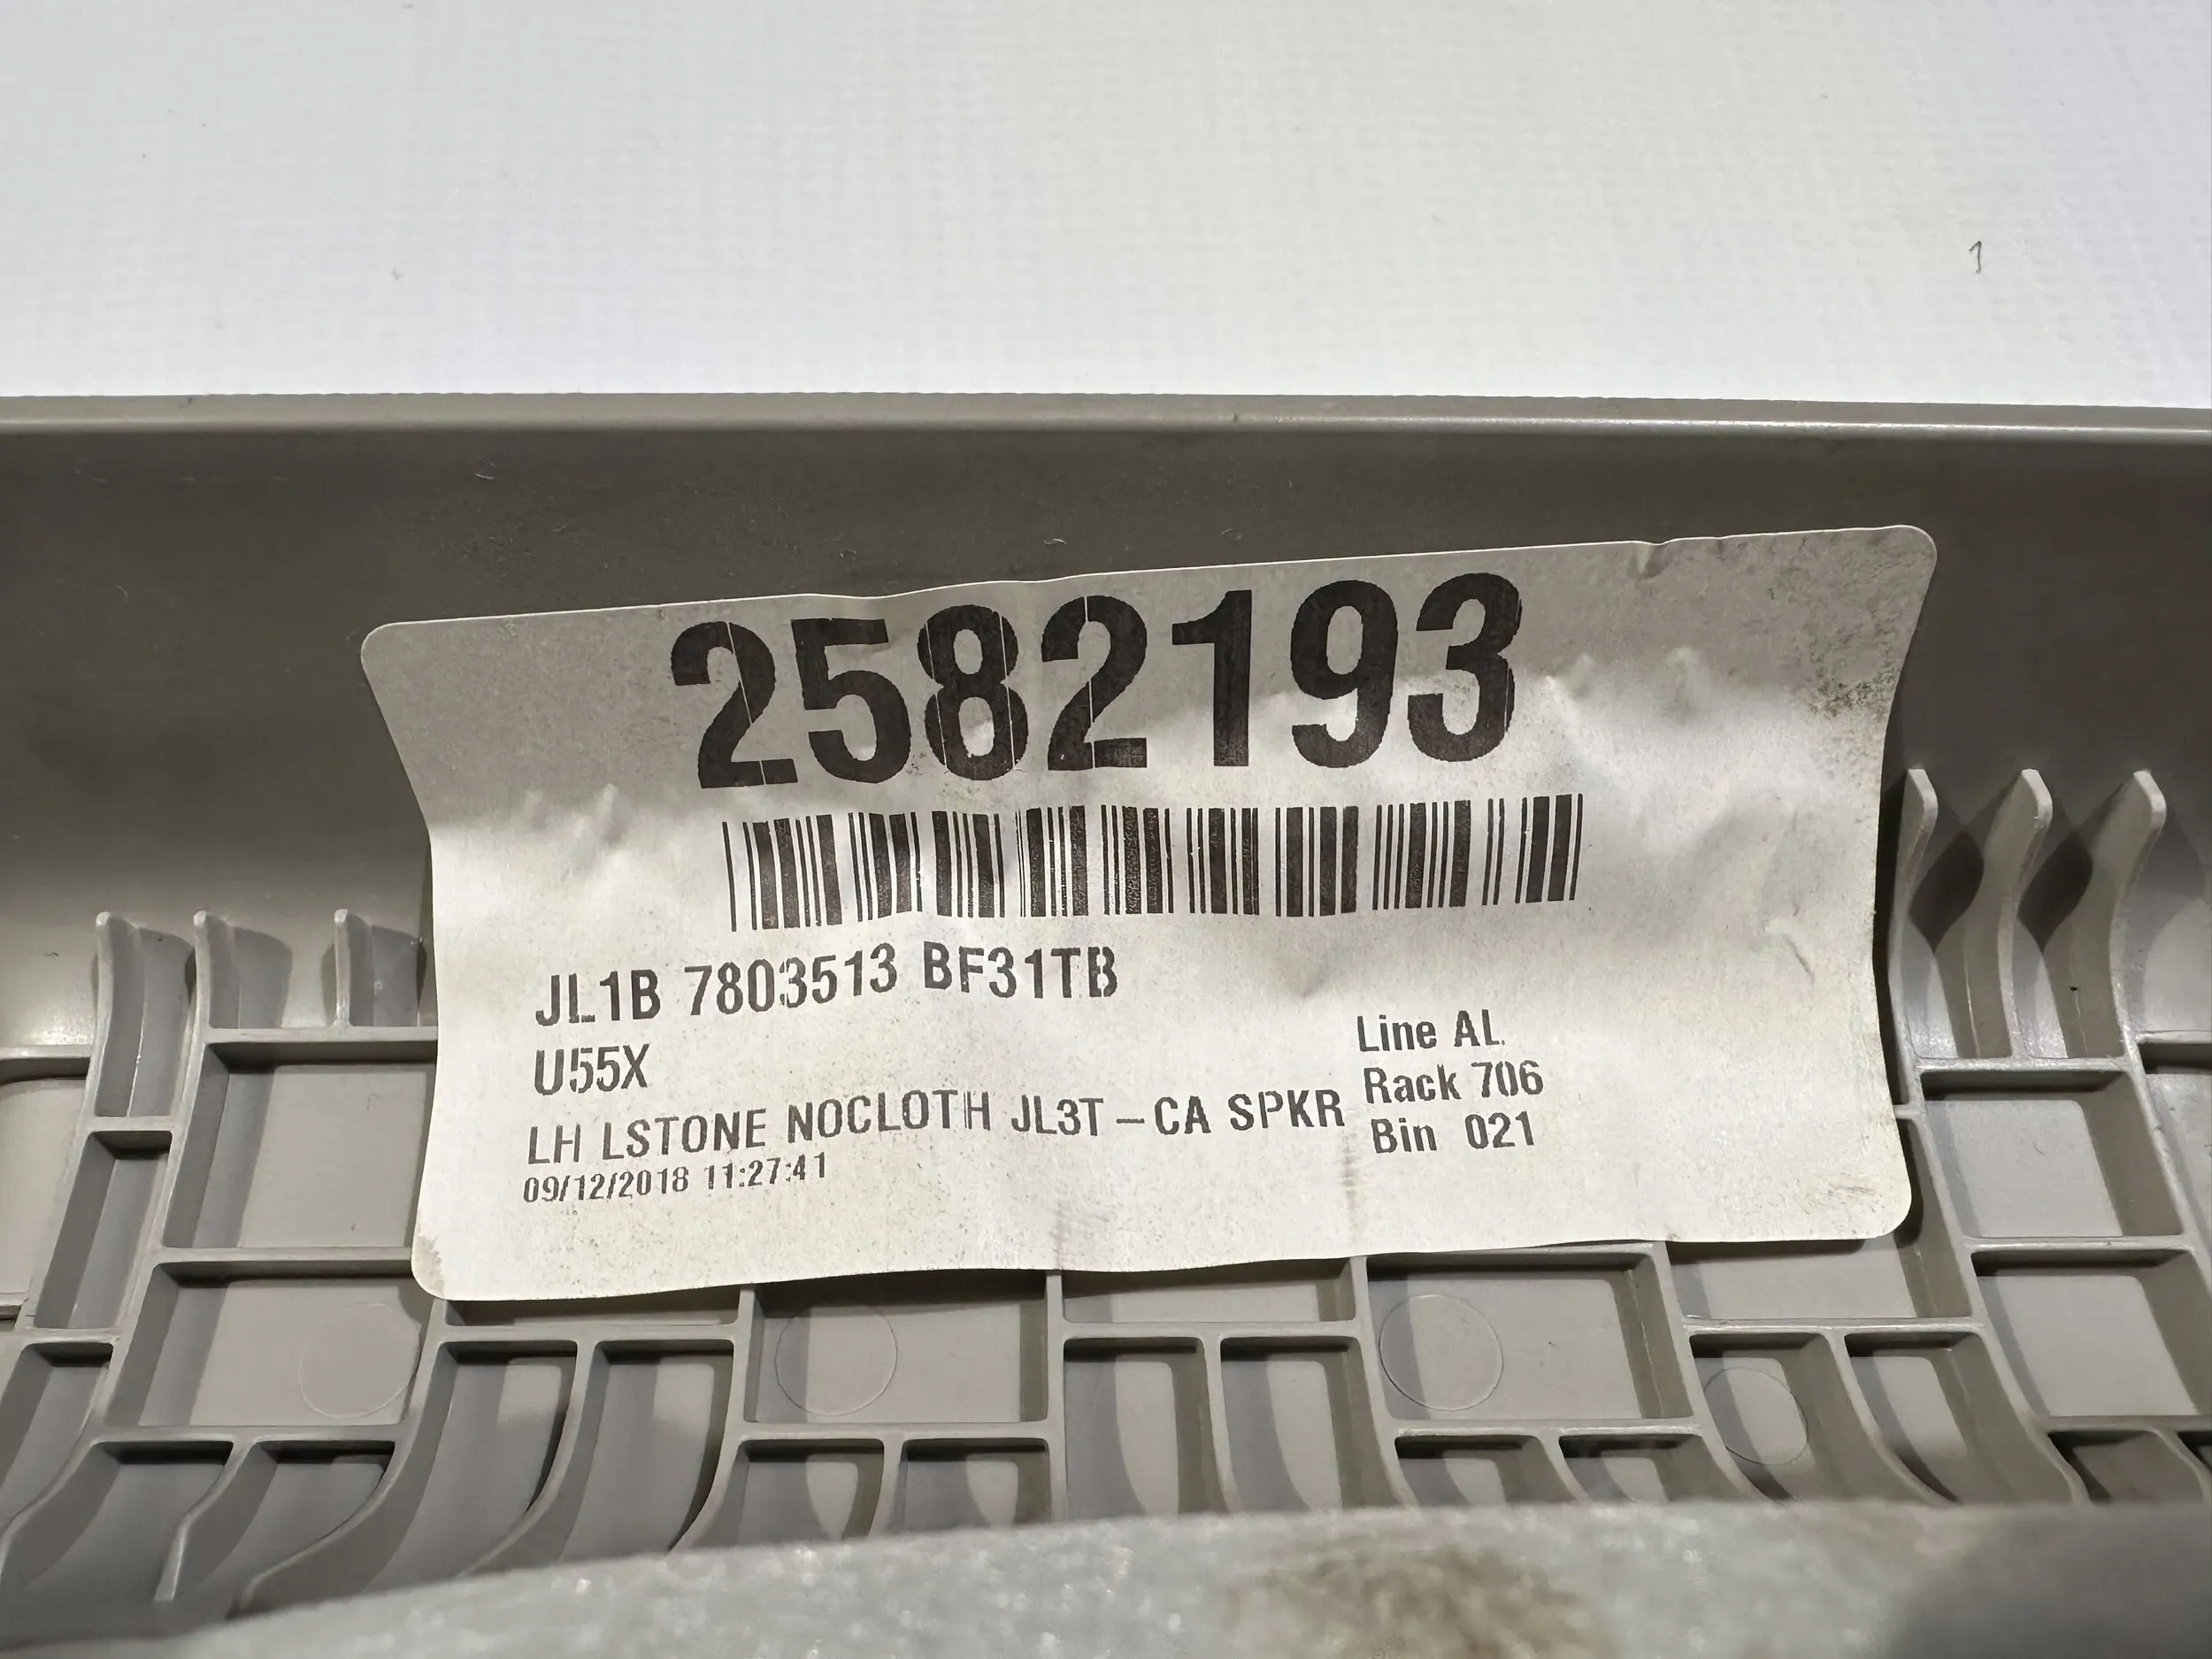 2582193
JL1B 7803513 BF31TB
U55X
LH LSTONE NOCLOTH JL3T-CA SPKR
09/12/2018 11:27:41
Line AL
Rack 706
Bin 021